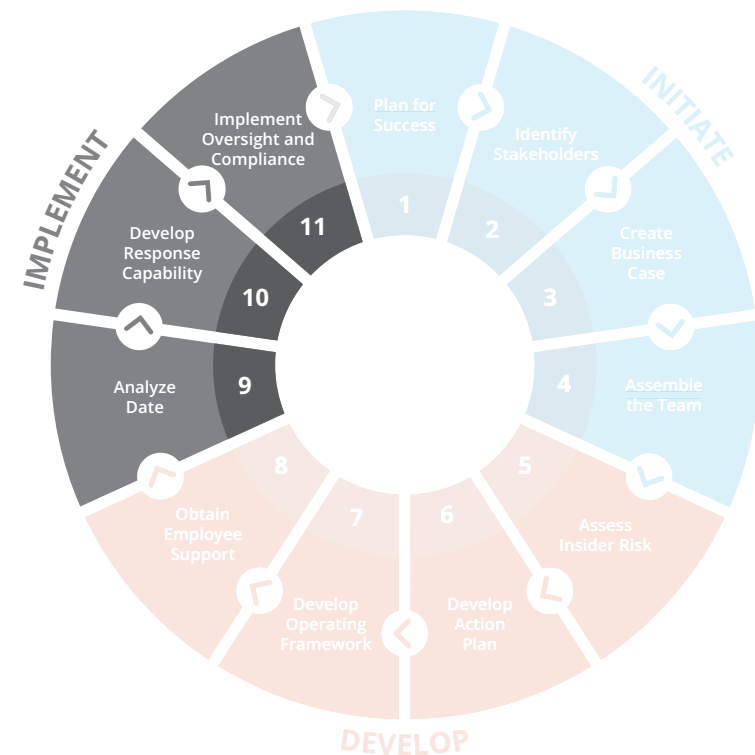 INITIATE
1
Plan for
Success
2
Identify
Stakeholders
3
Create
Business
Case
4
Assemble
the Team
DEVELOP
5
Assess
Insider Risk
6
Develop
Action
Plan
7
Develop
Operating
Framework
8
Obtain
Employee
Support
IMPLEMENT
9
Analyze
Date
10
Develop
Response
Capability
11
Implement
Oversight and
Compliance